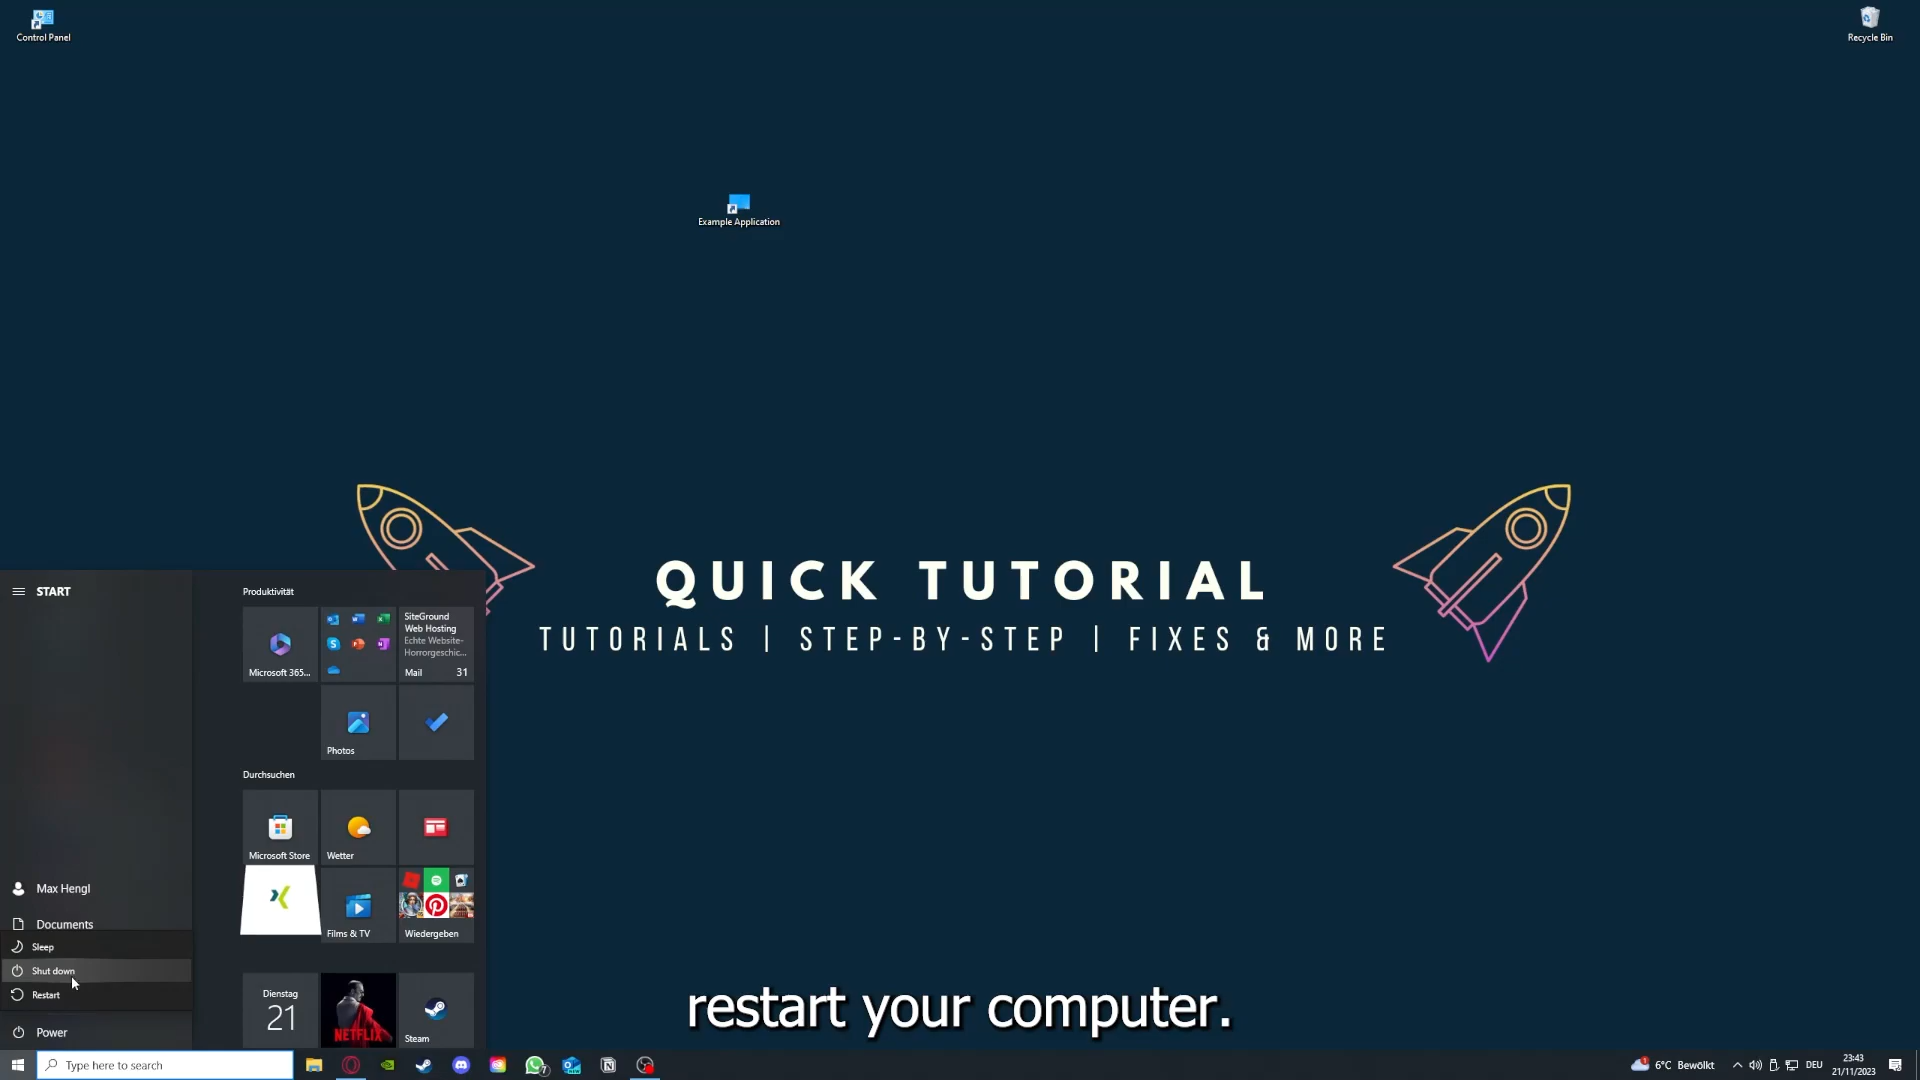 Control Panel
Recycle Bin
Example Application
QUICK TUTORIAL
TUTORIALS | STEP-BY-STEP | FIXES & MORE
START
Produktivität
SiteGround
Web Hosting
Echte Website-
Horrorgeschic...
Microsoft 365...
Mail 31
Photos
Durchsuchen
Microsoft Store
Wetter
Films & TV
Wiedergeben
Max Hengl
Documents
Sleep
Shut down
Restart
Power
Dienstag
21
NETFLIX
Steam
restart your computer.
Type here to search
7
1
6°C Bewölkt
DEU
23:43
21/11/2023